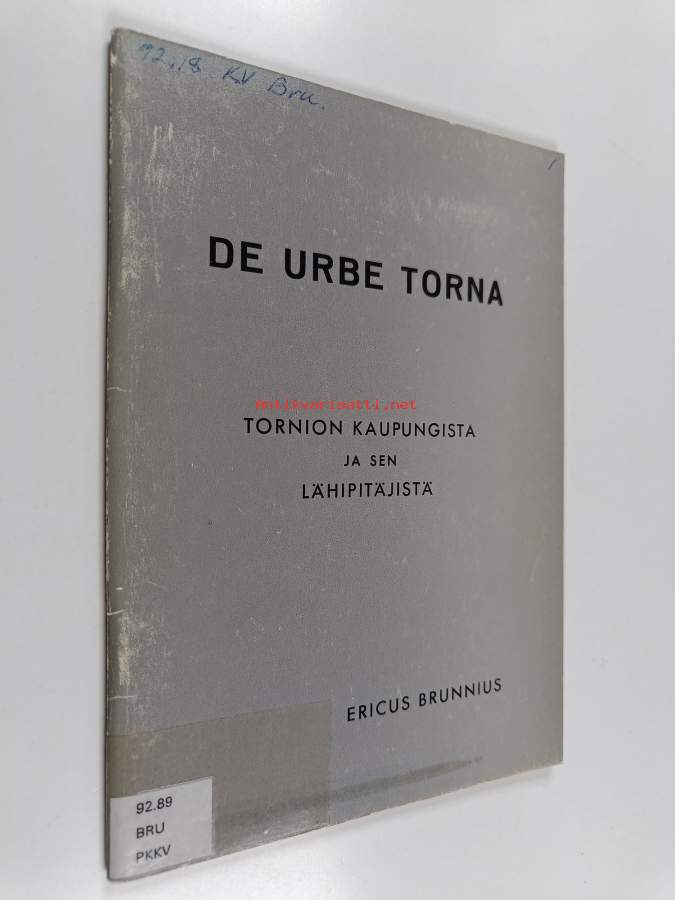 92.18 KV Bru.
DE URBE TORNA
antikvariaatti.net
TORNION KAUPUNGISTA
JA SEN
LÄHIPITÄJISTÄ
ERICUS BRUNNIUS
92.89
BRU
PKKV